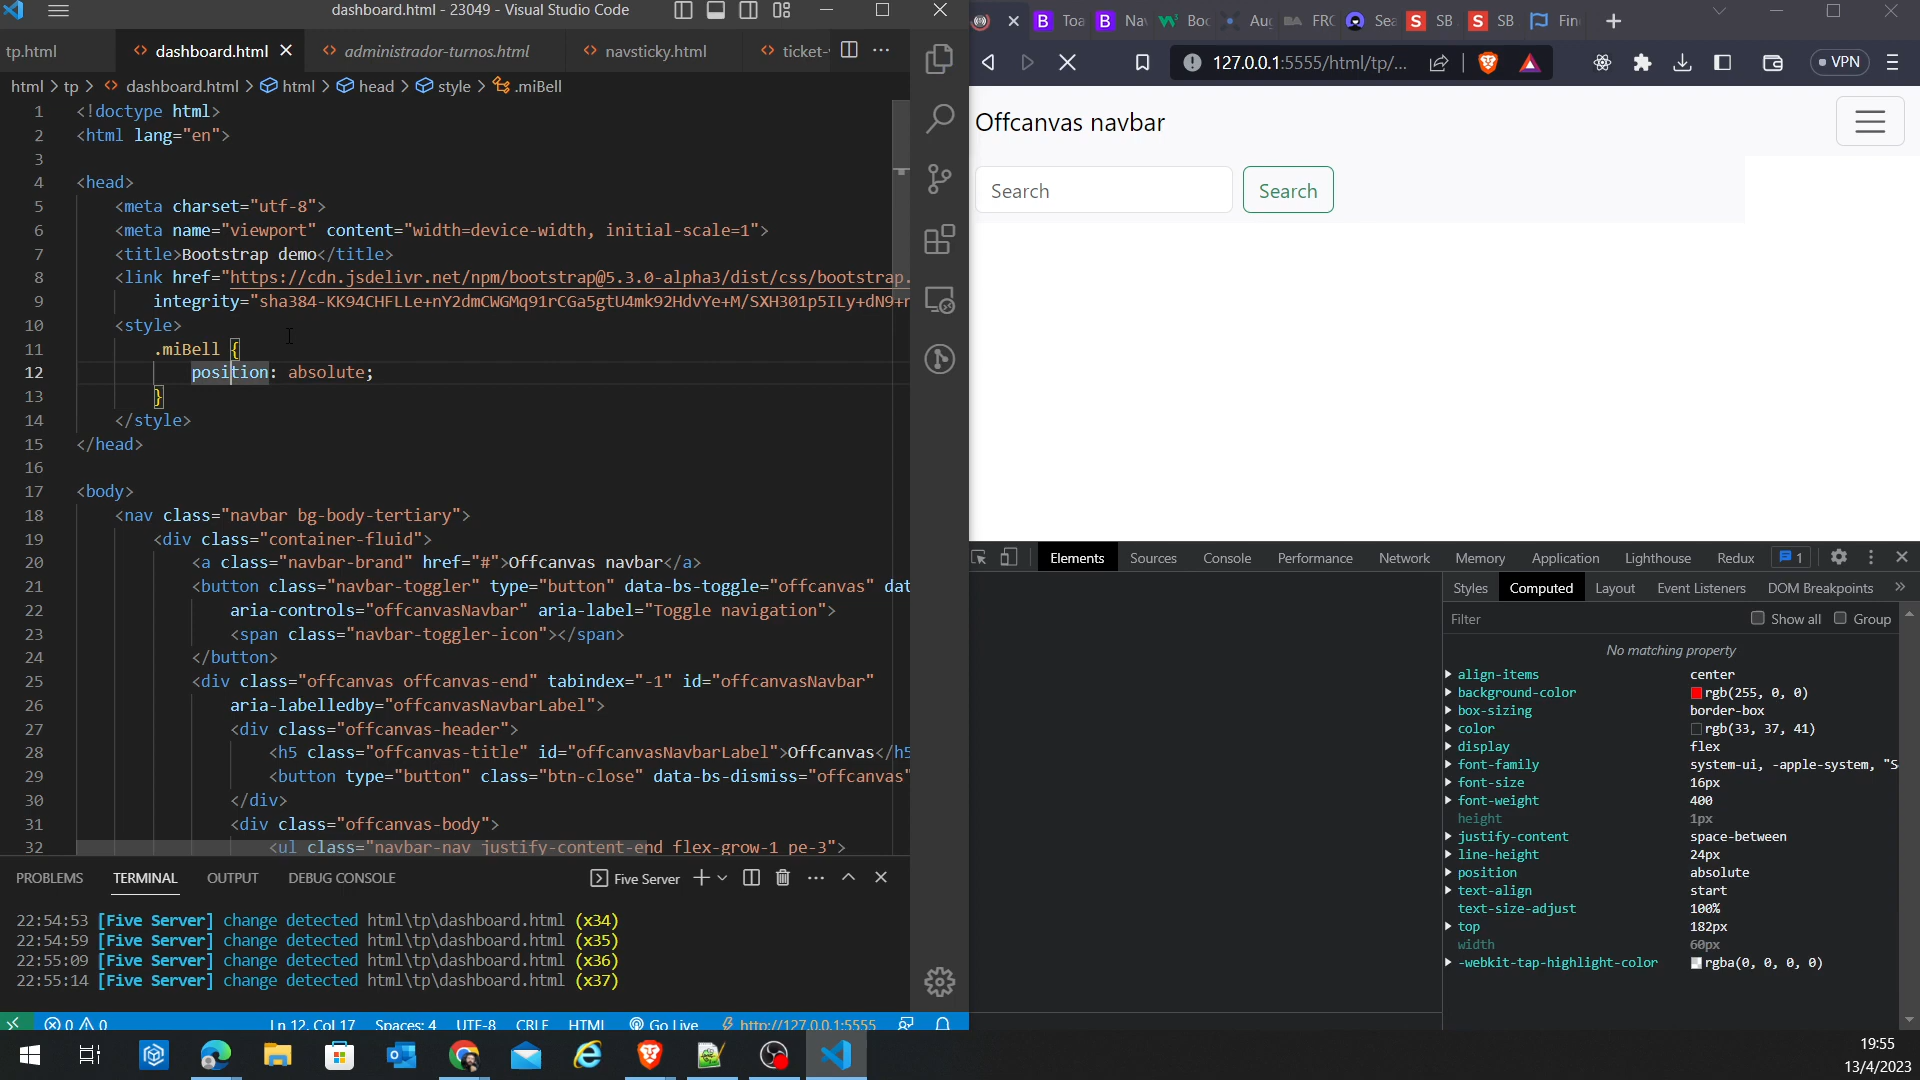 dashboard.html - 23049 - Visual Studio Code
tp.html
dashboard.html
administrador-turnos.html
navsticky.html
ticket-
html > tp > dashboard.html > html > head > style > .miBell
1 <!doctype html>
2 <html lang="en">
3
4 <head>
5 <meta charset="utf-8">
6 <meta name="viewport" content="width=device-width, initial-scale=1">
7 <title>Bootstrap demo</title>
8 <link href="https://cdn.jsdelivr.net/npm/bootstrap@5.3.0-alpha3/dist/css/bootstrap.
9 integrity="sha384-KK94CHFLLe+nY2dmCWGMq91rCGa5gtU4mk92HdvYe+M/SXH301p5ILy+dN9+
10 <style>
11 .miBell {
12 position: absolute;
13 }
14 </style>
15 </head>
16
17 <body>
18 <nav class="navbar bg-body-tertiary">
19 <div class="container-fluid">
20 <a class="navbar-brand" href="#">Offcanvas navbar</a>
21 <button class="navbar-toggler" type="button" data-bs-toggle="offcanvas" dat
22 aria-controls="offcanvasNavbar" aria-label="Toggle navigation">
23 <span class="navbar-toggler-icon"></span>
24 </button>
25 <div class="offcanvas offcanvas-end" tabindex="-1" id="offcanvasNavbar"
26 aria-labelledby="offcanvasNavbarLabel">
27 <div class="offcanvas-header">
28 <h5 class="offcanvas-title" id="offcanvasNavbarLabel">Offcanvas</h5
29 <button type="button" class="btn-close" data-bs-dismiss="offcanvas"
30 </div>
31 <div class="offcanvas-body">
32 <ul class="navbar-nav justify-content-end flex-grow-1 pe-3">
PROBLEMS TERMINAL OUTPUT DEBUG CONSOLE
Five Server
22:54:53 [Five Server] change detected html\tp\dashboard.html (x34)
22:54:59 [Five Server] change detected html\tp\dashboard.html (x35)
22:55:09 [Five Server] change detected html\tp\dashboard.html (x36)
22:55:14 [Five Server] change detected html\tp\dashboard.html (x37)
0 0 Ln 12, Col 17 Spaces: 4 UTF-8 CRLF HTML Go Live http://127.0.0.1:5555
Toa Nav Boo Aug FRO Sea SB SB Fin
127.0.0.1:5555/html/tp/...
VPN
Offcanvas navbar
Search Search
Elements Sources Console Performance Network Memory Application Lighthouse Redux 1
Styles Computed Layout Event Listeners DOM Breakpoints
Filter Show all Group
No matching property
align-items center
background-color rgb(255, 0, 0)
box-sizing border-box
color rgb(33, 37, 41)
display flex
font-family system-ui, -apple-system, "S
font-size 16px
font-weight 400
height 1px
justify-content space-between
line-height 24px
position absolute
text-align start
text-size-adjust 100%
top 182px
width 60px
-webkit-tap-highlight-color rgba(0, 0, 0, 0)
19:55
13/4/2023